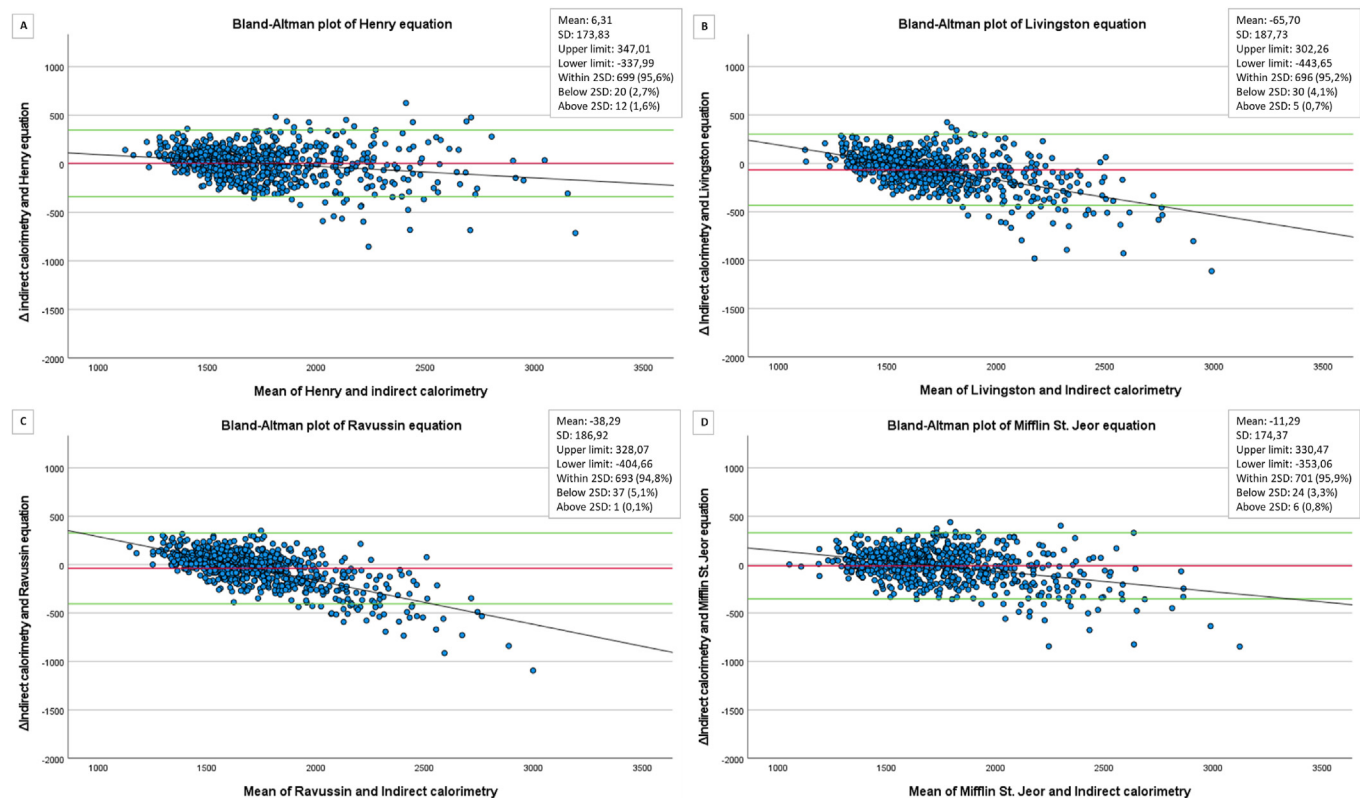 A
Bland-Altman plot of Henry equation
Mean: 6,31
SD: 173,83
Upper limit: 347,01
Lower limit: -337,99
Within 2SD: 699 (95,6%)
Below 2SD: 20 (2,7%)
Above 2SD: 12 (1,6%)
Δ indirect calorimetry and Henry equation
1000
500
0
-500
-1000
-1500
-2000
1000 1500 2000 2500 3000 3500
Mean of Henry and indirect calorimetry
B
Bland-Altman plot of Livingston equation
Mean: -65,70
SD: 187,73
Upper limit: 302,26
Lower limit: -443,65
Within 2SD: 696 (95,2%)
Below 2SD: 30 (4,1%)
Above 2SD: 5 (0,7%)
Δ Indirect calorimetry and Livingston equation
1000
500
0
-500
-1000
-1500
-2000
1000 1500 2000 2500 3000 3500
Mean of Livingston and Indirect calorimetry
C
Bland-Altman plot of Ravussin equation
Mean: -38,29
SD: 186,92
Upper limit: 328,07
Lower limit: -404,66
Within 2SD: 693 (94,8%)
Below 2SD: 37 (5,1%)
Above 2SD: 1 (0,1%)
ΔIndirect calorimetry and Ravussin equation
1000
500
0
-500
-1000
-1500
-2000
1000 1500 2000 2500 3000 3500
Mean of Ravussin and Indirect calorimetry
D
Bland-Altman plot of Mifflin St. Jeor equation
Mean: -11,29
SD: 174,37
Upper limit: 330,47
Lower limit: -353,06
Within 2SD: 701 (95,9%)
Below 2SD: 24 (3,3%)
Above 2SD: 6 (0,8%)
ΔIndirect calorimetry and Mifflin St. Jeor equation
1000
500
0
-500
-1000
-1500
-2000
1000 1500 2000 2500 3000 3500
Mean of Mifflin St. Jeor and Indirect calorimetry